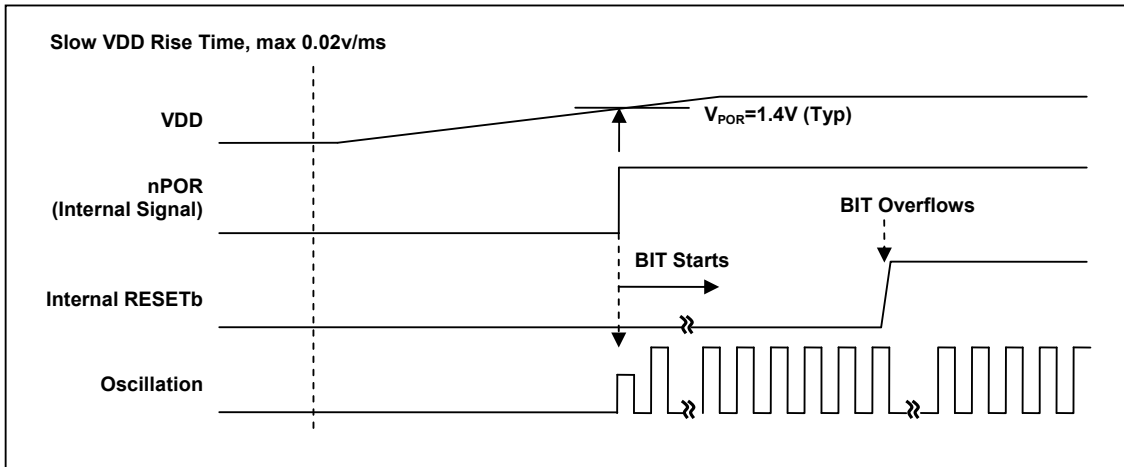 Slow VDD Rise Time, max 0.02v/ms
VDD
VPOR=1.4V (Typ)
nPOR
(Internal Signal)
BIT Overflows
BIT Starts
Internal RESETb
Oscillation